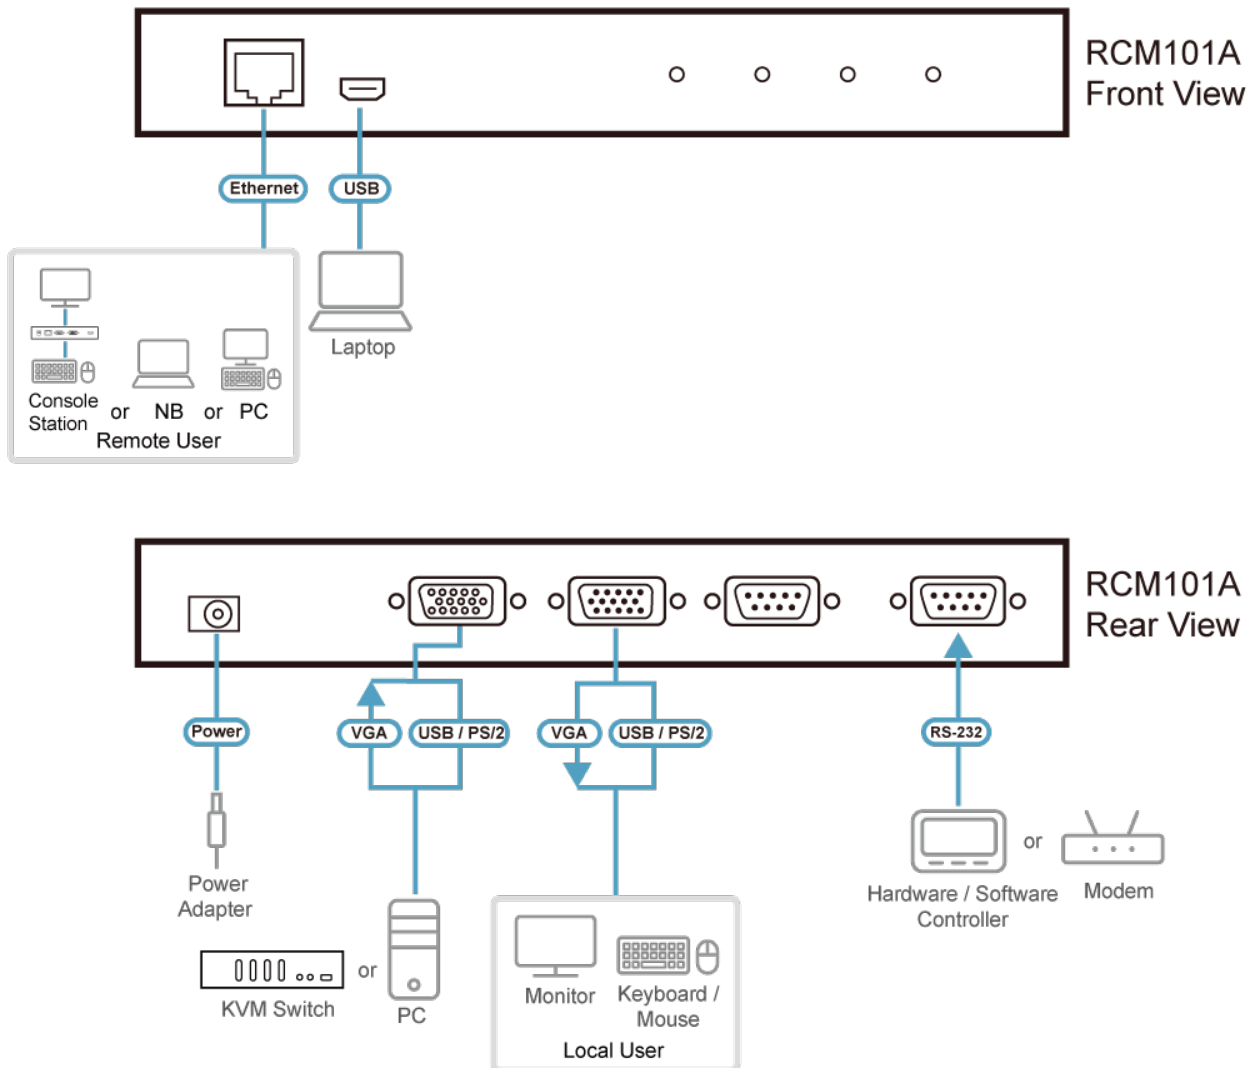 RCM101A
Front View
Ethernet
USB
Laptop
Console
Station
or
NB
or
PC
Remote User
RCM101A
Rear View
Power
VGA
USB / PS/2
VGA
USB / PS/2
RS-232
Power
Adapter
KVM Switch
or
PC
Monitor
Keyboard /
Mouse
Local User
Hardware / Software
Controller
or
Modem